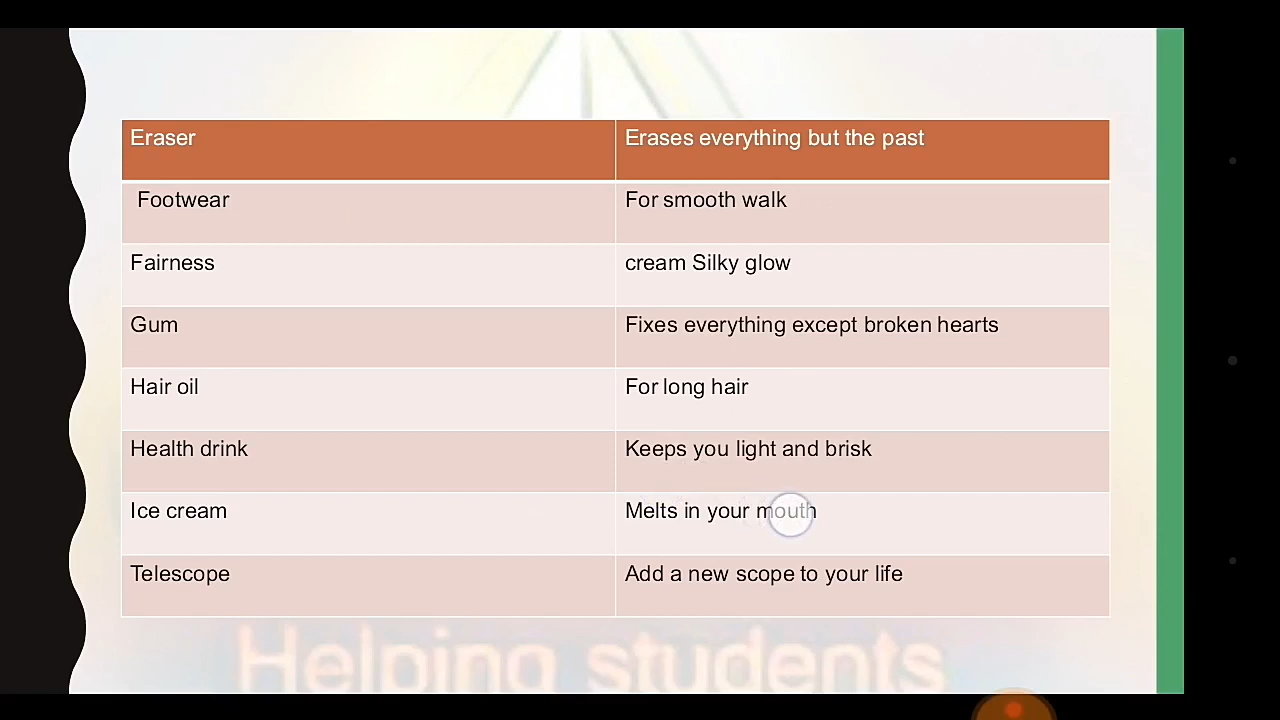 Eraser Erases everything but the past
Footwear For smooth walk
Fairness cream Silky glow
Gum Fixes everything except broken hearts
Hair oil For long hair
Health drink Keeps you light and brisk
Ice cream Melts in your mouth
Telescope Add a new scope to your life
Helping students